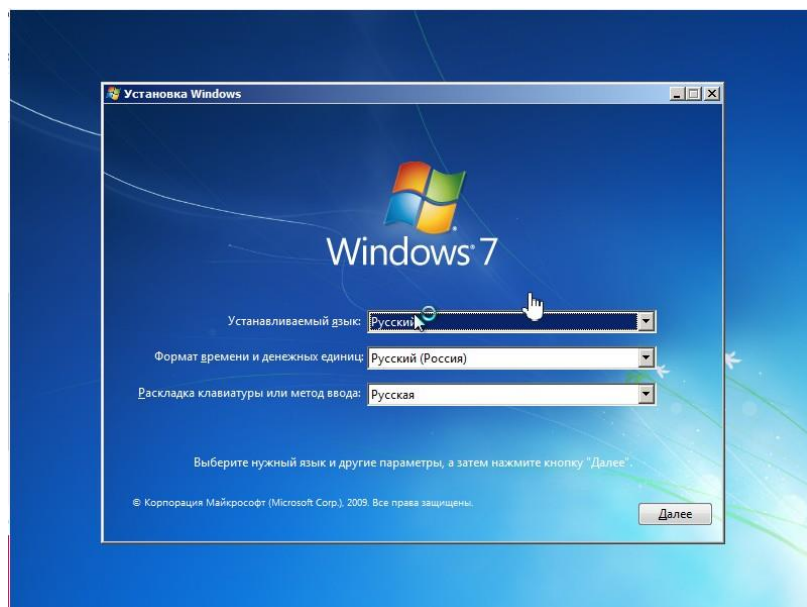 Установка Windows
Windows 7
Устанавливаемый язык: Русский
Формат времени и денежных единиц: Русский (Россия)
Раскладка клавиатуры или метод ввода: Русская
Выберите нужный язык и другие параметры, а затем нажмите кнопку "Далее".
© Корпорация Майкрософт (Microsoft Corp.), 2009. Все права защищены.
Далее